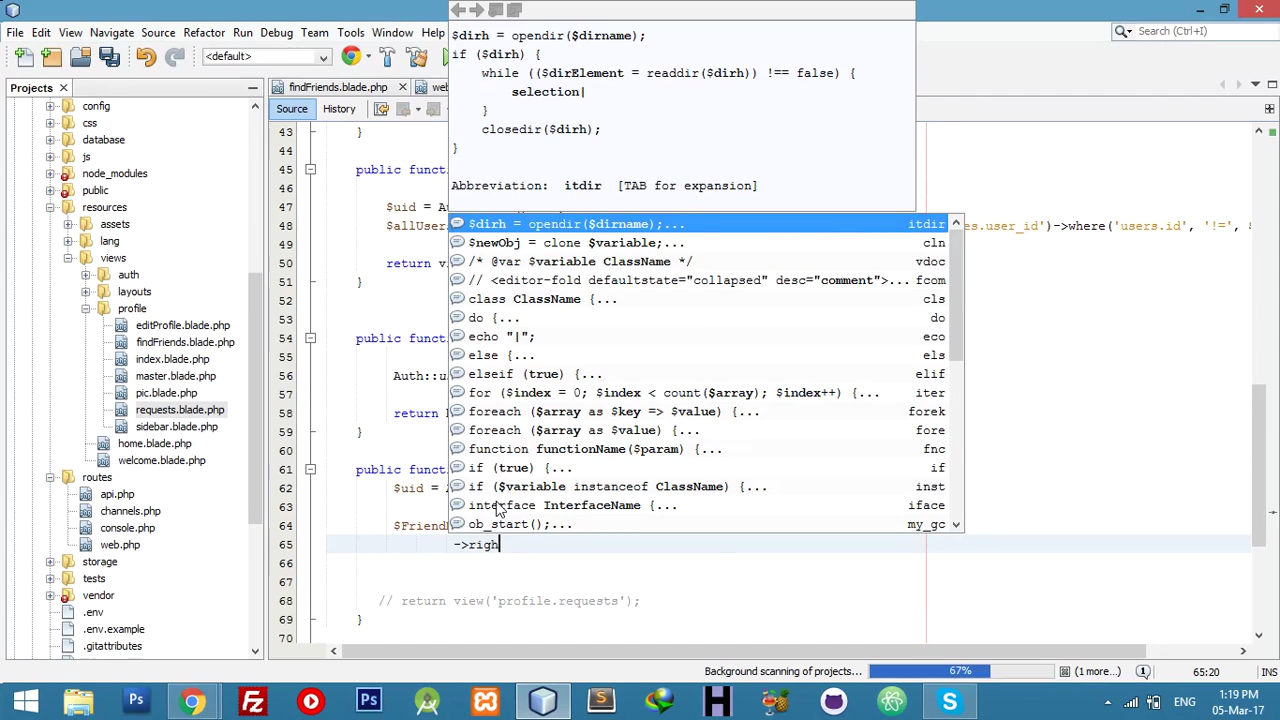 File Edit View Navigate Source Refactor Run Debug Team Tools Window Help
Search (Ctrl+I)
<default>
Projects
findFriends.blade.php
Source History
config
css
database
js
node_modules
public
resources
assets
lang
views
auth
layouts
profile
editProfile.blade.php
findFriends.blade.php
index.blade.php
master.blade.php
pic.blade.php
requests.blade.php
sidebar.blade.php
home.blade.php
welcome.blade.php
routes
api.php
channels.php
console.php
web.php
storage
tests
vendor
.env
.env.example
.gitattributes
$dirh = opendir($dirname);
if ($dirh) {
while (($dirElement = readdir($dirh)) !== false) {
selection|
}
closedir($dirh);
}
Abbreviation: itdir [TAB for expansion]
$dirh = opendir($dirname);... itdir
$newObj = clone $variable;... cln
/* @var $variable ClassName */ vdoc
// <editor-fold defaultstate="collapsed" desc="comment">... fcom
class ClassName {... cls
do {... do
echo "|"; eco
else {... els
elseif (true) {... elif
for ($index = 0; $index < count($array); $index++) {... iter
foreach ($array as $key => $value) {... forek
foreach ($array as $value) {... fore
function functionName($param) {... fnc
if (true) {... if
if ($variable instanceof ClassName) {... inst
interface InterfaceName {... iface
ob_start();... my_gc
43 }
44
45 public funct
46
47 $uid = A
48 $allUser es.user_id')->where('users.id', '!=', $
49
50 return v
51 }
52
53
54 public funct
55
56 Auth::u
57
58 return
59 }
60
61 public funct
62 $uid =
63
64 $Friend
65 ->righ
66
67
68 // return view('profile.requests');
69 }
70
Background scanning of projects... 67% (1 more...) 65:20 INS
ENG 1:19 PM
05-Mar-17